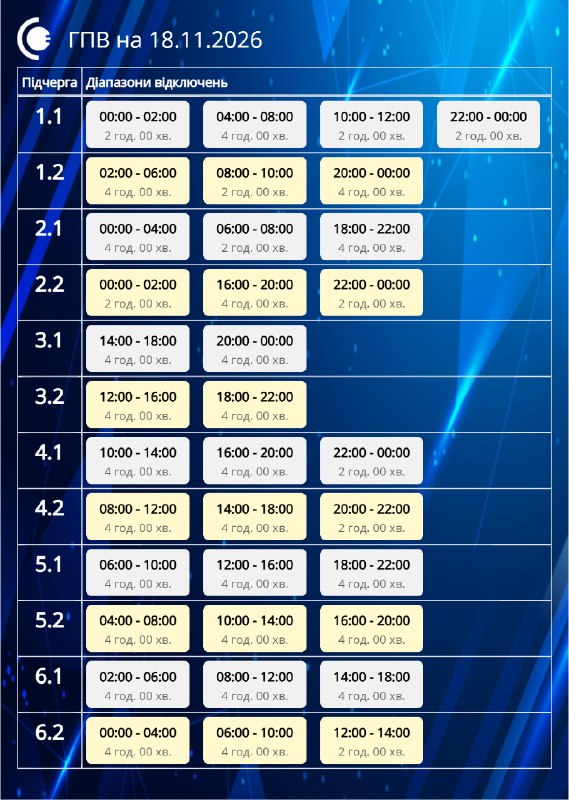 ГПВ на 18.11.2026
Підчерга Діапазони відключень
1.1
00:00 - 02:00 04:00 - 08:00 10:00 - 12:00 22:00 - 00:00
2 год. 00 хв. 4 год. 00 хв. 2 год. 00 хв. 2 год. 00 хв.
1.2
02:00 - 06:00 08:00 - 10:00 20:00 - 00:00
4 год. 00 хв. 2 год. 00 хв. 4 год. 00 хв.
2.1
00:00 - 04:00 06:00 - 08:00 18:00 - 22:00
4 год. 00 хв. 2 год. 00 хв. 4 год. 00 хв.
2.2
00:00 - 02:00 16:00 - 20:00 22:00 - 00:00
2 год. 00 хв. 4 год. 00 хв. 2 год. 00 хв.
3.1
14:00 - 18:00 20:00 - 00:00
4 год. 00 хв. 4 год. 00 хв.
3.2
12:00 - 16:00 18:00 - 22:00
4 год. 00 хв. 4 год. 00 хв.
4.1
10:00 - 14:00 16:00 - 20:00 22:00 - 00:00
4 год. 00 хв. 4 год. 00 хв. 2 год. 00 хв.
4.2
08:00 - 12:00 14:00 - 18:00 20:00 - 22:00
4 год. 00 хв. 4 год. 00 хв. 2 год. 00 хв.
5.1
06:00 - 10:00 12:00 - 16:00 18:00 - 22:00
4 год. 00 хв. 4 год. 00 хв. 4 год. 00 хв.
5.2
04:00 - 08:00 10:00 - 14:00 16:00 - 20:00
4 год. 00 хв. 4 год. 00 хв. 4 год. 00 хв.
6.1
02:00 - 06:00 08:00 - 12:00 14:00 - 18:00
4 год. 00 хв. 4 год. 00 хв. 4 год. 00 хв.
6.2
00:00 - 04:00 06:00 - 10:00 12:00 - 14:00
4 год. 00 хв. 4 год. 00 хв. 2 год. 00 хв.